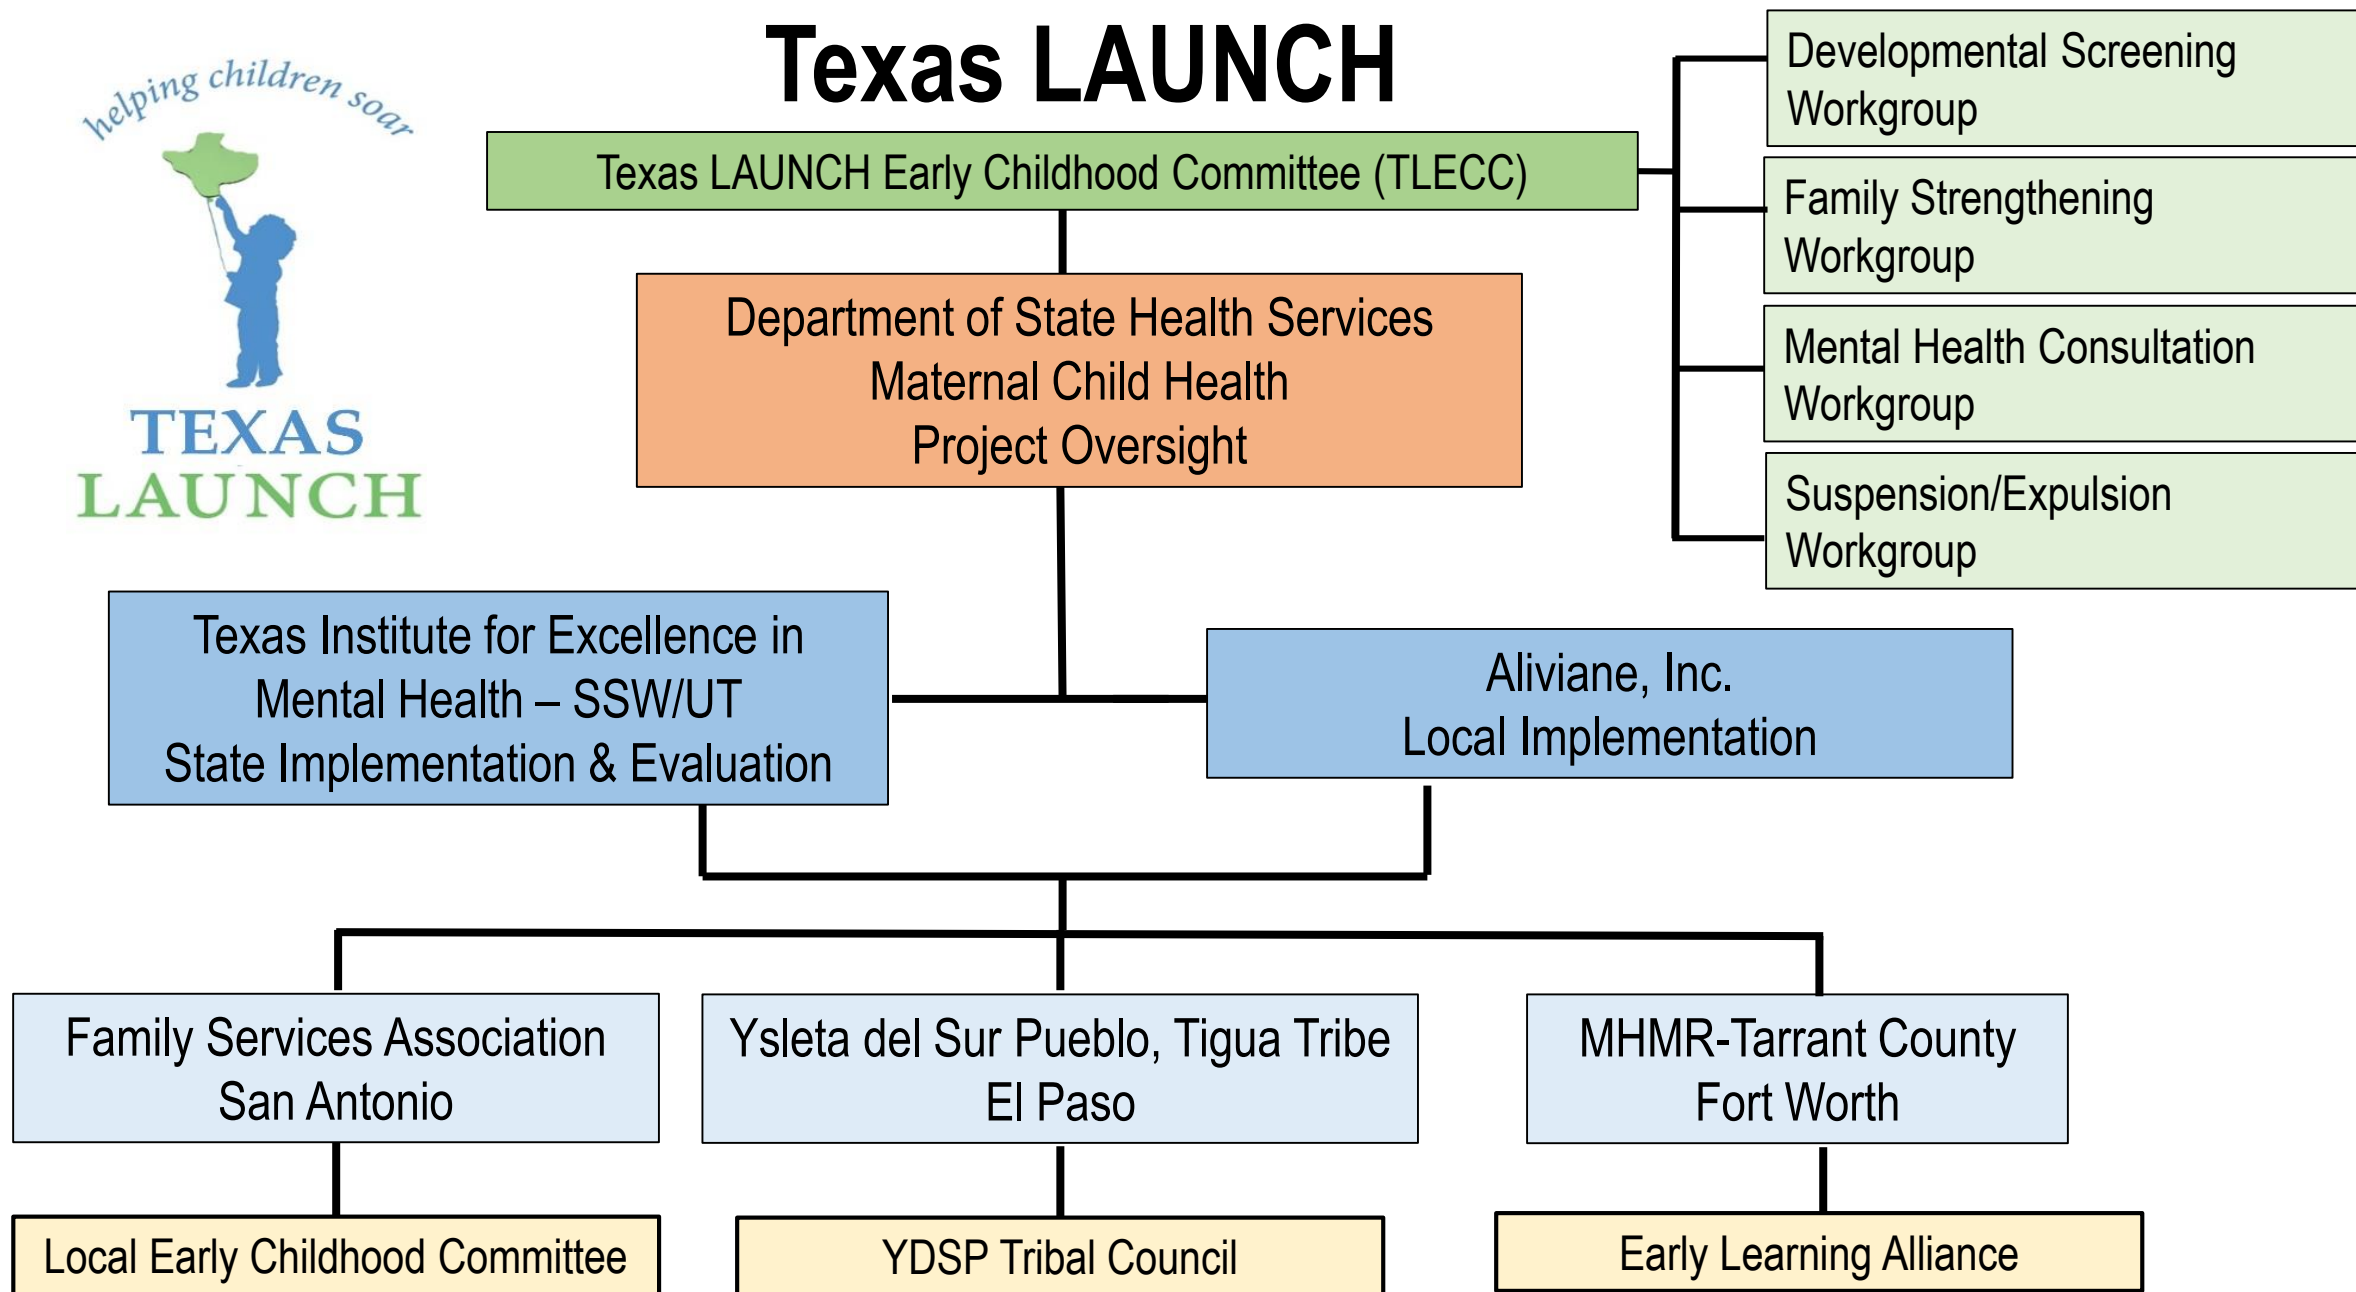 helping children soar
TEXAS
LAUNCH
Texas LAUNCH
Texas LAUNCH Early Childhood Committee (TLECC)
Developmental Screening
Workgroup
Family Strengthening
Workgroup
Mental Health Consultation
Workgroup
Suspension/Expulsion
Workgroup
Department of State Health Services
Maternal Child Health
Project Oversight
Texas Institute for Excellence in
Mental Health – SSW/UT
State Implementation & Evaluation
Aliviane, Inc.
Local Implementation
Family Services Association
San Antonio
Ysleta del Sur Pueblo, Tigua Tribe
El Paso
MHMR-Tarrant County
Fort Worth
Local Early Childhood Committee
YDSP Tribal Council
Early Learning Alliance